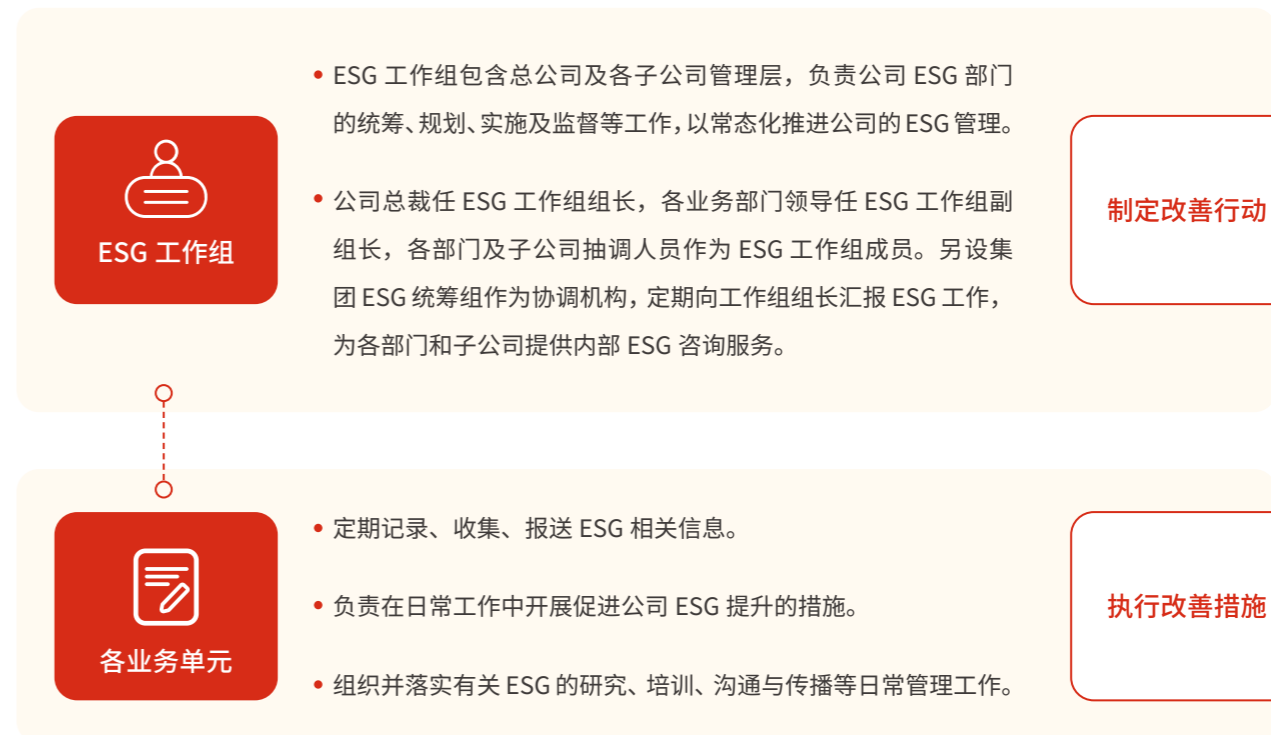 ESG 工作组
• ESG 工作组包含总公司及各子公司管理层，负责公司 ESG 部门
的统筹、规划、实施及监督等工作，以常态化推进公司的 ESG 管理。
• 公司总裁任 ESG 工作组组长，各业务部门领导任 ESG 工作组副
组长，各部门及子公司抽调人员作为 ESG 工作组成员。另设集
团 ESG 统筹组作为协调机构，定期向工作组组长汇报 ESG 工作，
为各部门和子公司提供内部 ESG 咨询服务。
制定改善行动
各业务单元
• 定期记录、收集、报送 ESG 相关信息。
• 负责在日常工作中开展促进公司 ESG 提升的措施。
• 组织并落实有关 ESG 的研究、培训、沟通与传播等日常管理工作。
执行改善措施